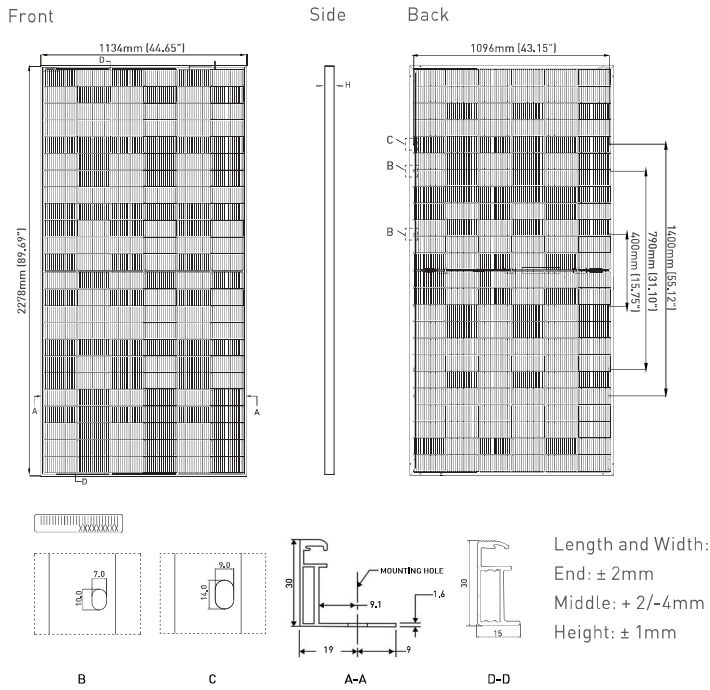 Front
Side
Back
1134mm (44.65")
1096mm (43.15")
D
H
C
B
B
2278mm (89.69")
400mm (15.75")
790mm (31.10")
1400mm (55.12")
A
A
D
7.0
10.0
B
9.0
14.0
C
30
MOUNTING HOLE
9.1
1,6
19
9
A-A
30
15
D-D
Length and Width:
End: ± 2mm
Middle: + 2/-4mm
Height: ± 1mm